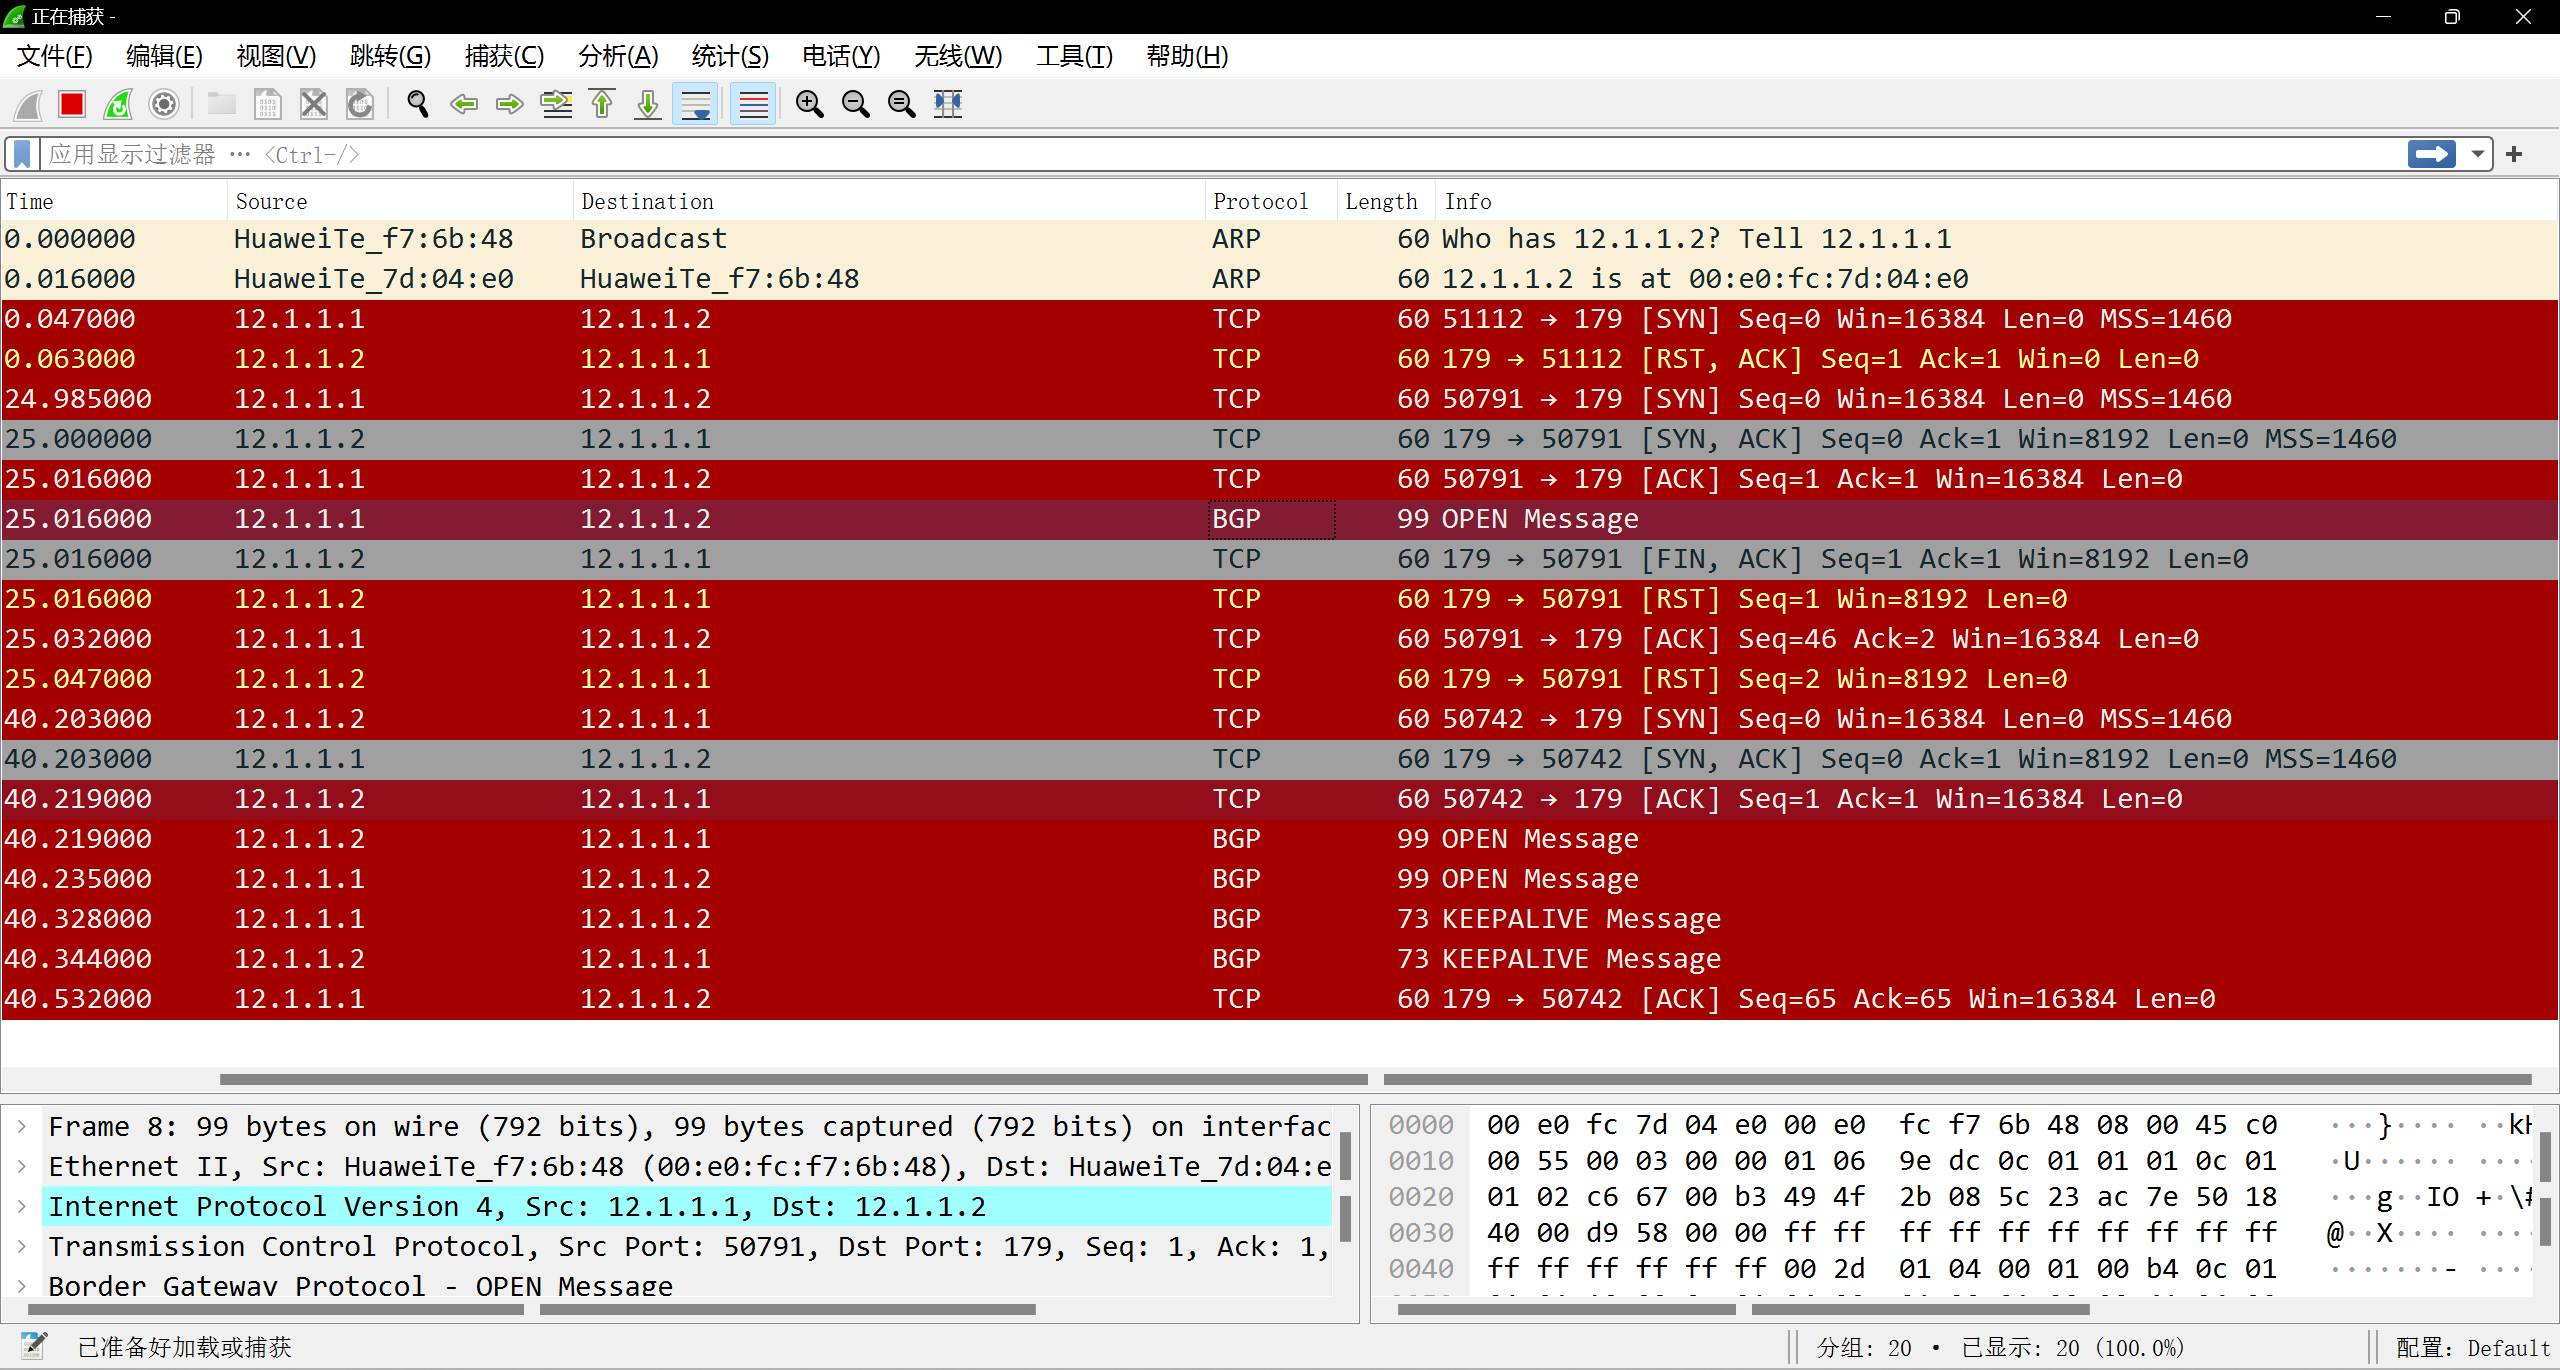 正在捕获 -
文件(F) 编辑(E) 视图(V) 跳转(G) 捕获(C) 分析(A) 统计(S) 电话(Y) 无线(W) 工具(T) 帮助(H)
应用显示过滤器 … <Ctrl-/>
Time Source Destination Protocol Length Info
0.000000 HuaweiTe_f7:6b:48 Broadcast ARP 60 Who has 12.1.1.2? Tell 12.1.1.1
0.016000 HuaweiTe_7d:04:e0 HuaweiTe_f7:6b:48 ARP 60 12.1.1.2 is at 00:e0:fc:7d:04:e0
0.047000 12.1.1.1 12.1.1.2 TCP 60 51112 → 179 [SYN] Seq=0 Win=16384 Len=0 MSS=1460
0.063000 12.1.1.2 12.1.1.1 TCP 60 179 → 51112 [RST, ACK] Seq=1 Ack=1 Win=0 Len=0
24.985000 12.1.1.1 12.1.1.2 TCP 60 50791 → 179 [SYN] Seq=0 Win=16384 Len=0 MSS=1460
25.000000 12.1.1.2 12.1.1.1 TCP 60 179 → 50791 [SYN, ACK] Seq=0 Ack=1 Win=8192 Len=0 MSS=1460
25.016000 12.1.1.1 12.1.1.2 TCP 60 50791 → 179 [ACK] Seq=1 Ack=1 Win=16384 Len=0
25.016000 12.1.1.1 12.1.1.2 BGP 99 OPEN Message
25.016000 12.1.1.2 12.1.1.1 TCP 60 179 → 50791 [FIN, ACK] Seq=1 Ack=1 Win=8192 Len=0
25.016000 12.1.1.2 12.1.1.1 TCP 60 179 → 50791 [RST] Seq=1 Win=8192 Len=0
25.032000 12.1.1.1 12.1.1.2 TCP 60 50791 → 179 [ACK] Seq=46 Ack=2 Win=16384 Len=0
25.047000 12.1.1.2 12.1.1.1 TCP 60 179 → 50791 [RST] Seq=2 Win=8192 Len=0
40.203000 12.1.1.2 12.1.1.1 TCP 60 50742 → 179 [SYN] Seq=0 Win=16384 Len=0 MSS=1460
40.203000 12.1.1.1 12.1.1.2 TCP 60 179 → 50742 [SYN, ACK] Seq=0 Ack=1 Win=8192 Len=0 MSS=1460
40.219000 12.1.1.2 12.1.1.1 TCP 60 50742 → 179 [ACK] Seq=1 Ack=1 Win=16384 Len=0
40.219000 12.1.1.2 12.1.1.1 BGP 99 OPEN Message
40.235000 12.1.1.1 12.1.1.2 BGP 99 OPEN Message
40.328000 12.1.1.1 12.1.1.2 BGP 73 KEEPALIVE Message
40.344000 12.1.1.2 12.1.1.1 BGP 73 KEEPALIVE Message
40.532000 12.1.1.1 12.1.1.2 TCP 60 179 → 50742 [ACK] Seq=65 Ack=65 Win=16384 Len=0
Frame 8: 99 bytes on wire (792 bits), 99 bytes captured (792 bits) on interfac
Ethernet II, Src: HuaweiTe_f7:6b:48 (00:e0:fc:f7:6b:48), Dst: HuaweiTe_7d:04:e
Internet Protocol Version 4, Src: 12.1.1.1, Dst: 12.1.1.2
Transmission Control Protocol, Src Port: 50791, Dst Port: 179, Seq: 1, Ack: 1,
Border Gateway Protocol - OPEN Message
0000 00 e0 fc 7d 04 e0 00 e0 fc f7 6b 48 08 00 45 c0 ···}···· ··kH
0010 00 55 00 03 00 00 01 06 9e dc 0c 01 01 01 0c 01 ·U······ ····
0020 01 02 c6 67 00 b3 49 4f 2b 08 5c 23 ac 7e 50 18 ···g··IO +·\#
0030 40 00 d9 58 00 00 ff ff ff ff ff ff ff ff ff ff @··X···· ····
0040 ff ff ff ff ff ff 00 2d 01 04 00 01 00 b4 0c 01 ·······- ····
已准备好加载或捕获
分组: 20 · 已显示: 20 (100.0%)
配置: Default